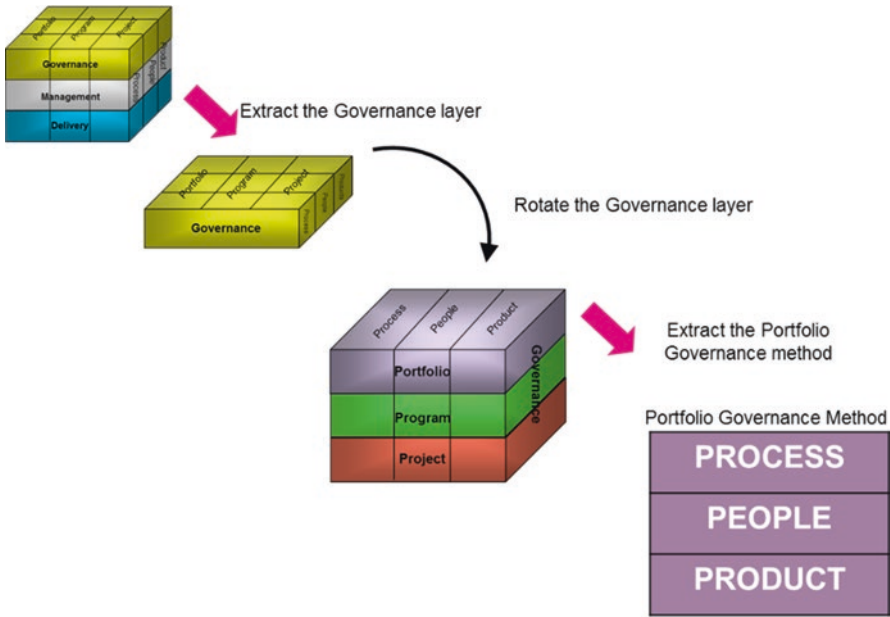 Portfolio
Program
Project
Governance
Management
Delivery
Process
People
Product
Extract the Governance layer
Portfolio
Program
Project
Governance
Process
People
Products
Rotate the Governance layer
Process
People
Product
Portfolio
Program
Project
Governance
Extract the Portfolio
Governance method
Portfolio Governance Method
PROCESS
PEOPLE
PRODUCT